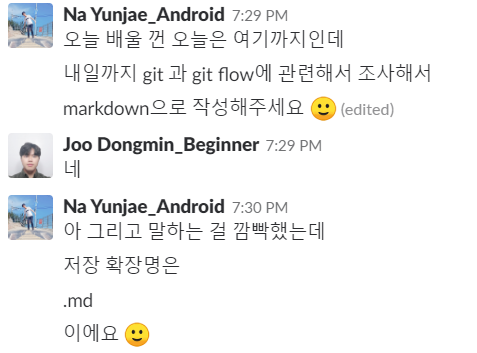 Na Yunjae_Android 7:29 PM
오늘 배울 껀 오늘은 여기까지인데
내일까지 git 과 git flow에 관련해서 조사해서
markdown으로 작성해주세요 🙂 (edited)
Joo Dongmin_Beginner 7:29 PM
네
Na Yunjae_Android 7:30 PM
아 그리고 말하는 걸 깜빡했는데
저장 확장명은
.md
이에요 🙂